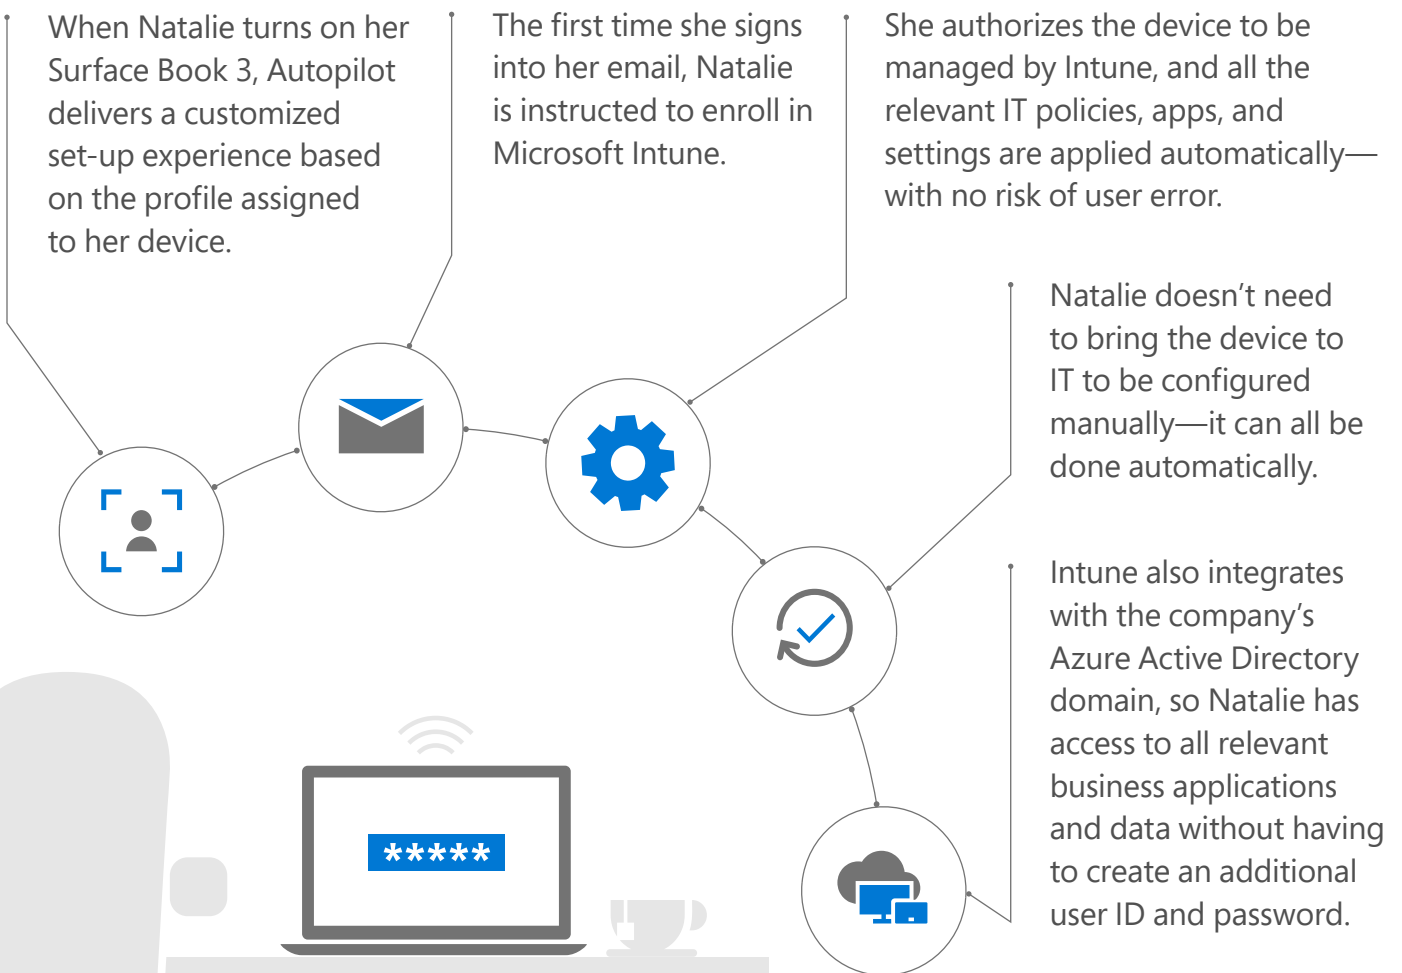 When Natalie turns on her
Surface Book 3, Autopilot
delivers a customized
set-up experience based
on the profile assigned
to her device.
The first time she signs
into her email, Natalie
is instructed to enroll in
Microsoft Intune.
She authorizes the device to be
managed by Intune, and all the
relevant IT policies, apps, and
settings are applied automatically—
with no risk of user error.
Natalie doesn’t need
to bring the device to
IT to be configured
manually—it can all be
done automatically.
Intune also integrates
with the company’s
Azure Active Directory
domain, so Natalie has
access to all relevant
business applications
and data without having
to create an additional
user ID and password.
*****